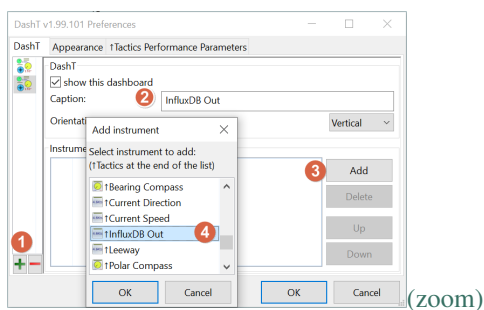 DashT v1.99.101 Preferences
DashT Appearance †Tactics Performance Parameters
DashT
show this dashboard
Caption: 2 InfluxDB Out
Vertical
Add instrument
Select instrument to add:
(†Tactics at the end of the list)
†Bearing Compass
†Current Direction
†Current Speed
†InfluxDB Out 4
†Leeway
†Polar Compass
OK Cancel
3 Add
Delete
Up
Down
1
OK Cancel
(zoom)